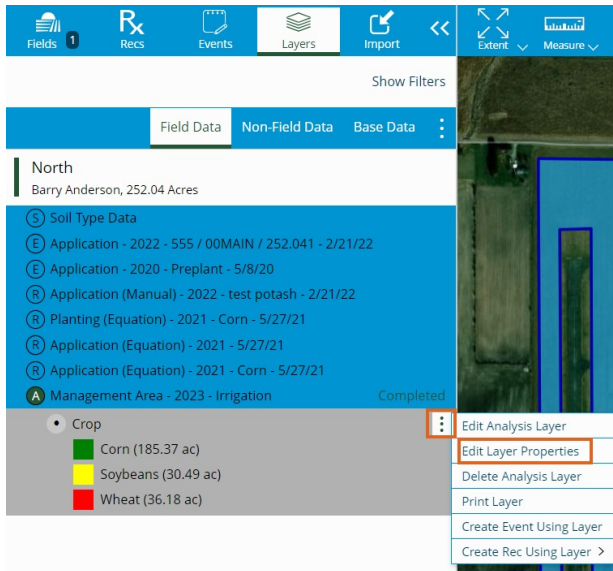 Fields 1
Rx
Recs
Events
Layers
Import
<<
Extent
Measure
Show Filters
Field Data
Non-Field Data
Base Data
North
Barry Anderson, 252.04 Acres
S Soil Type Data
E Application - 2022 - 555 / 00MAIN / 252.041 - 2/21/22
E Application - 2020 - Preplant - 5/8/20
R Application (Manual) - 2022 - test potash - 2/21/22
R Planting (Equation) - 2021 - Corn - 5/27/21
R Application (Equation) - 2021 - 5/27/21
R Application (Equation) - 2021 - Corn - 5/27/21
A Management Area - 2023 - Irrigation Completed
Crop
Corn (185.37 ac)
Soybeans (30.49 ac)
Wheat (36.18 ac)
Edit Analysis Layer
Edit Layer Properties
Delete Analysis Layer
Print Layer
Create Event Using Layer
Create Rec Using Layer >